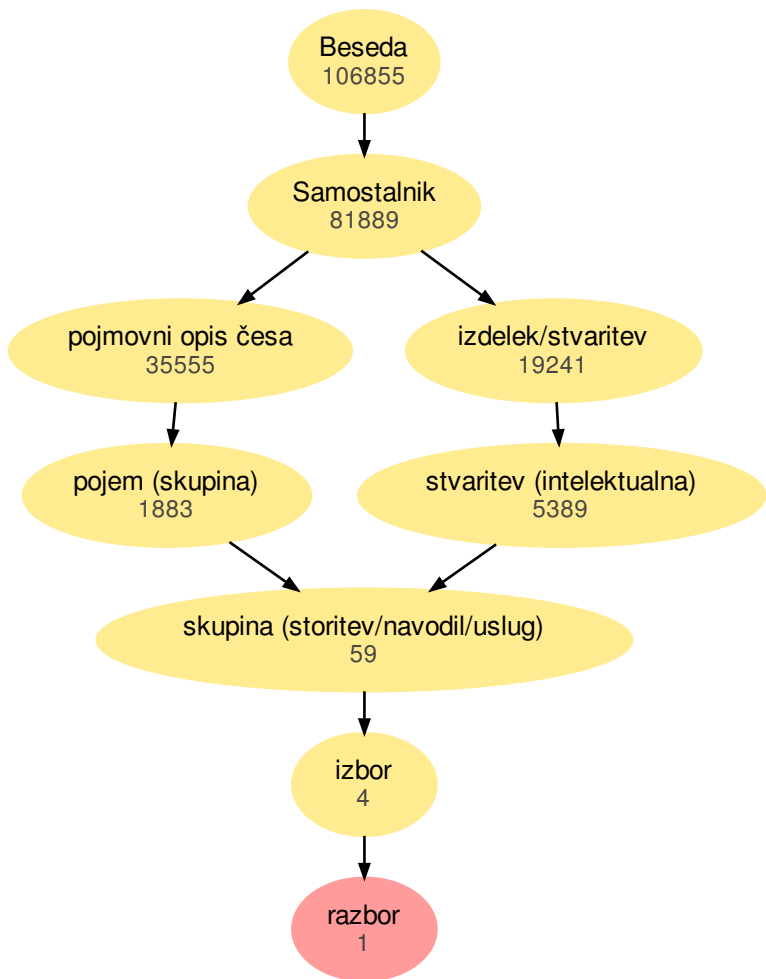 Beseda
106855
Samostalnik
81889
pojmovni opis česa
35555
izdelek/stvaritev
19241
pojem (skupina)
1883
stvaritev (intelektualna)
5389
skupina (storitev/navodil/uslug)
59
izbor
4
razbor
1